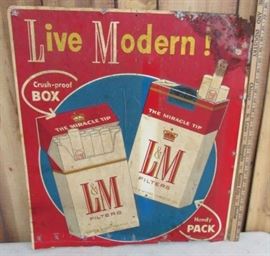 Live Modern!
Crush-proof
BOX
THE MIRACLE TIP
THE MIRACLE TIP
L&M
FILTERS
L&M
FILTERS
Handy
PACK